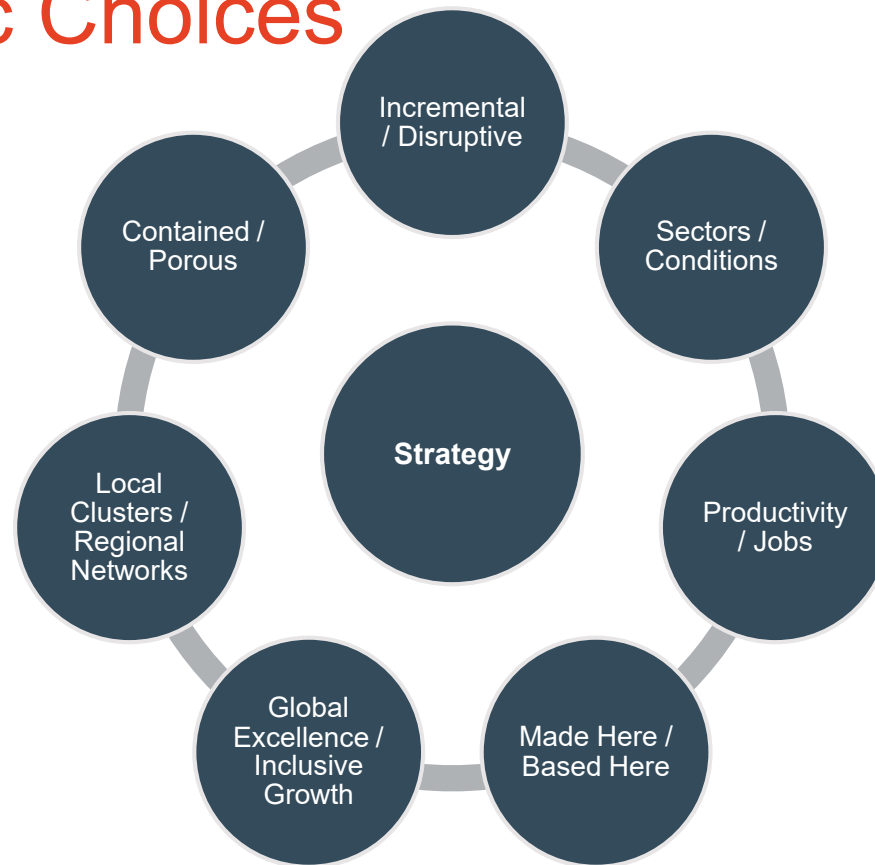 c Choices
Incremental
/ Disruptive
Sectors /
Conditions
Productivity
/ Jobs
Made Here /
Based Here
Global
Excellence /
Inclusive
Growth
Local
Clusters /
Regional
Networks
Contained /
Porous
Strategy